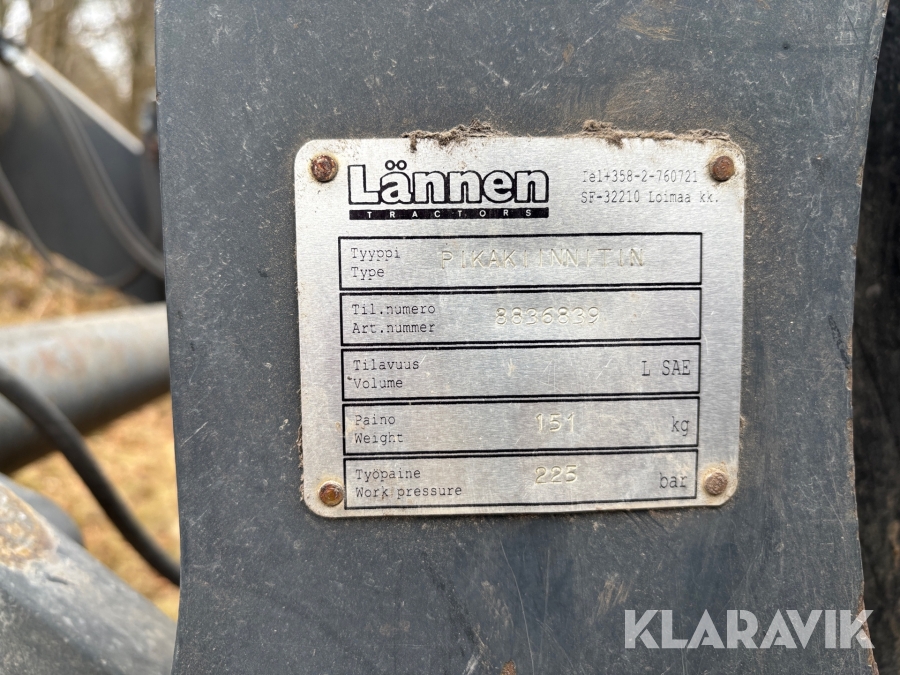 Lännen
TRACTORS
Tel+358-2-760721
SF-32210 Loimaa kk.
Tyyppi
Type
PIKAKIINNITIN
Til.numero
Art.nummer
8836839
Tilavuus
Volume
L SAE
Paino
Weight
151
kg
Työpaine
Work pressure
225
bar
KLARAVIK